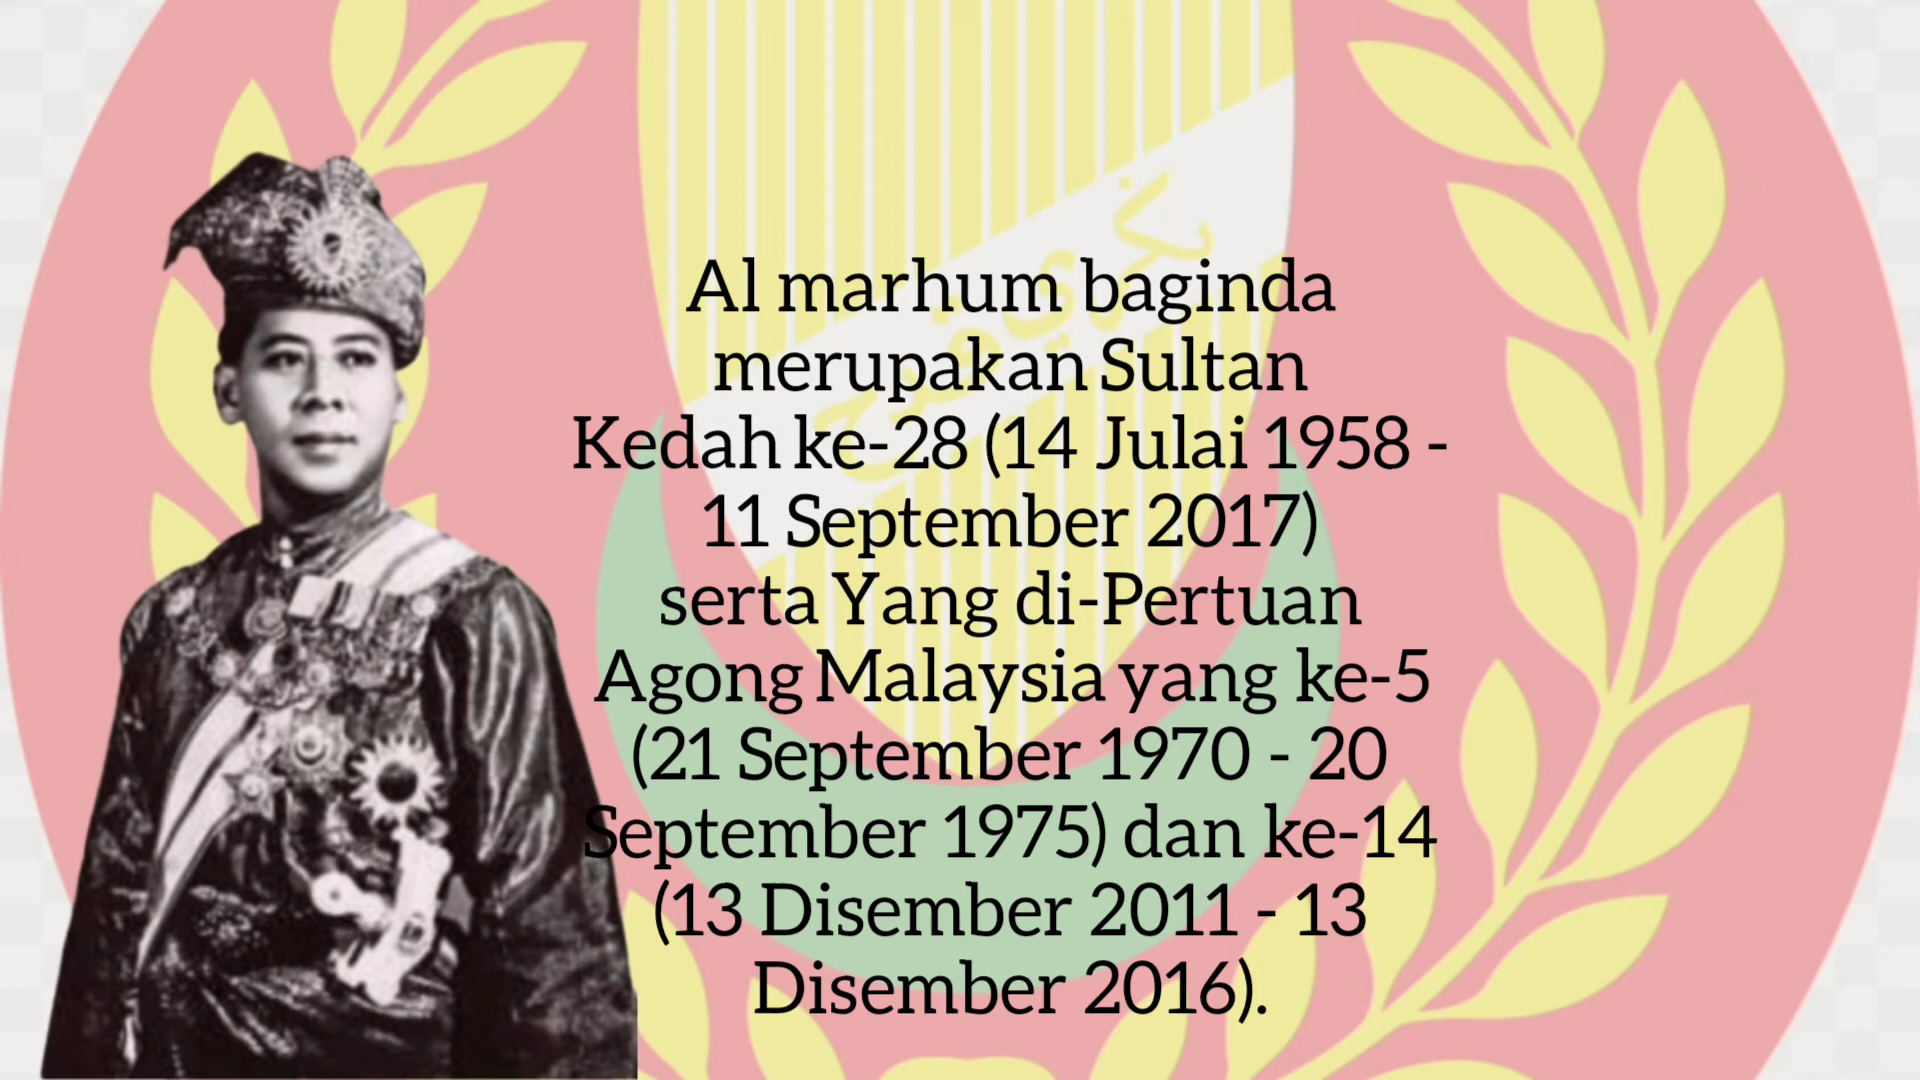 Al marhum baginda
merupakan Sultan
Kedah ke-28 (14 Julai 1958 -
11 September 2017)
serta Yang di-Pertuan
Agong Malaysia yang ke-5
(21 September 1970 - 20
September 1975) dan ke-14
(13 Disember 2011 - 13
Disember 2016).